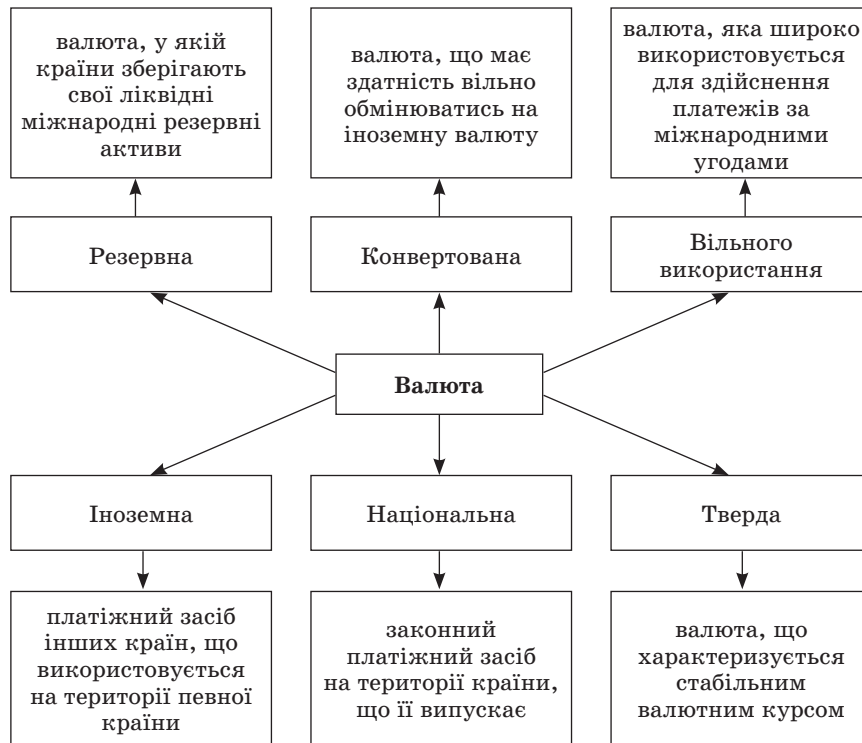 валюта, у якій
країни зберігають
свої ліквідні
міжнародні резервні
активи
валюта, що має
здатність вільно
обмінюватись на
іноземну валюту
валюта, яка широко
використовується
для здійснення
платежів за
міжнародними
угодами
Резервна
Конвертована
Вільного
використання
Валюта
Іноземна
Національна
Тверда
платіжний засіб
інших країн, що
використовується
на території певної
країни
законний
платіжний засіб
на території країни,
що її випускає
валюта, що
характеризується
стабільним
валютним курсом